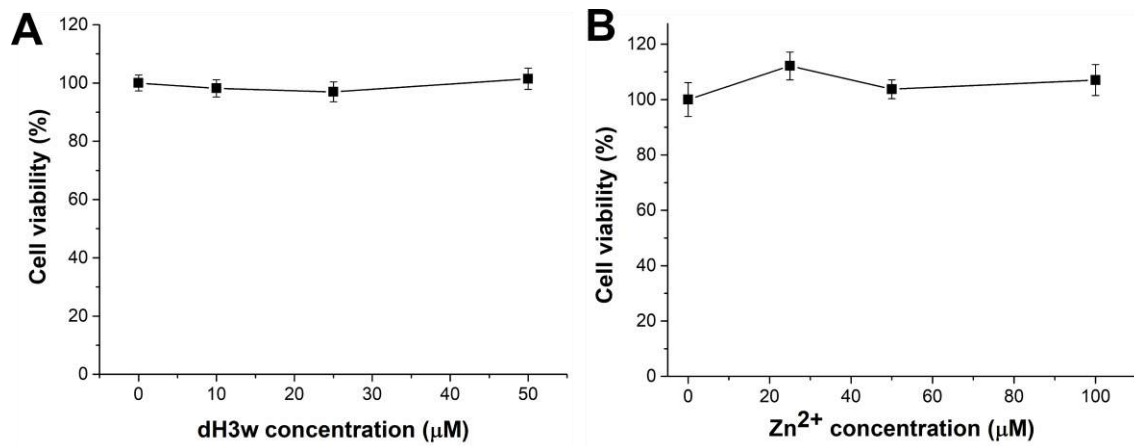 A
120
100
80
60
40
20
0
Cell viability (%)
0 10 20 30 40 50
dH3w concentration (μM)
B
120
100
80
60
40
20
0
Cell viability (%)
0 20 40 60 80 100
Zn²⁺ concentration (μM)